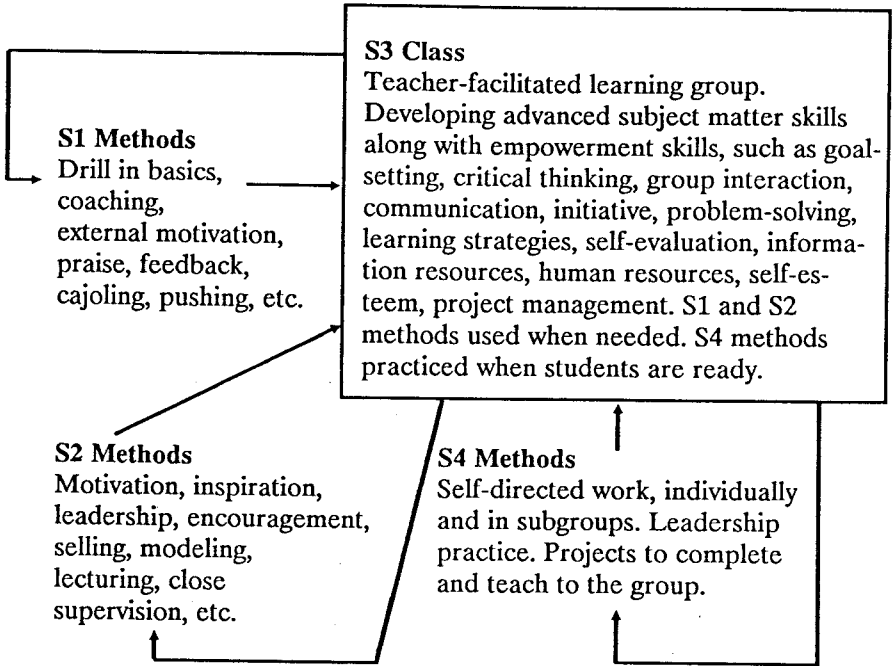 S3 Class
Teacher-facilitated learning group.
Developing advanced subject matter skills
along with empowerment skills, such as goal-
setting, critical thinking, group interaction,
communication, initiative, problem-solving,
learning strategies, self-evaluation, informa-
tion resources, human resources, self-es-
teem, project management. S1 and S2
methods used when needed. S4 methods
practiced when students are ready.
S1 Methods
Drill in basics,
coaching,
external motivation,
praise, feedback,
cajoling, pushing, etc.
S2 Methods
Motivation, inspiration,
leadership, encouragement,
selling, modeling,
lecturing, close
supervision, etc.
S4 Methods
Self-directed work, individually
and in subgroups. Leadership
practice. Projects to complete
and teach to the group.